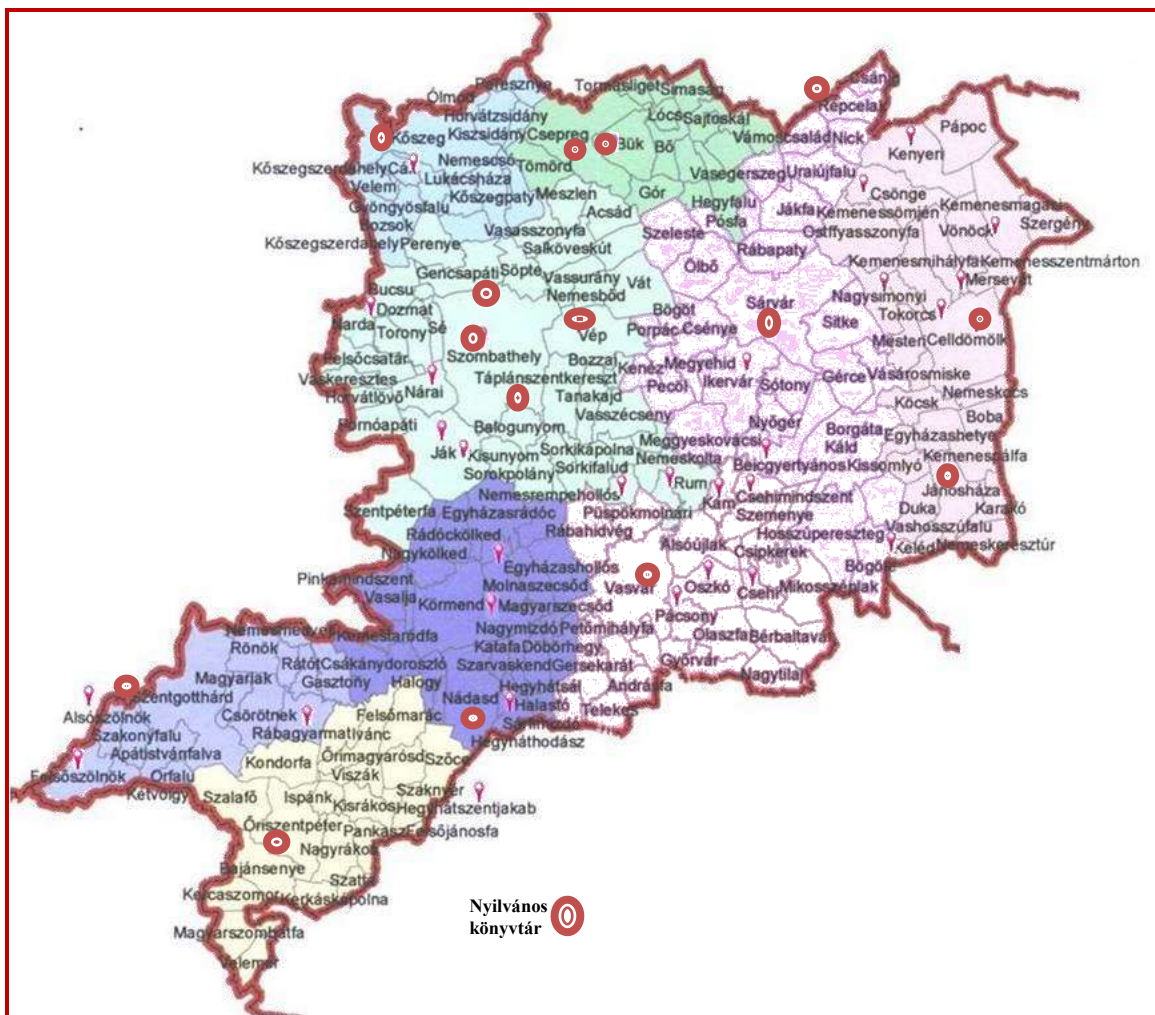 Csánig
Répcelak
Peresznye
Tormásliget
Simaság
Ólmod
Horvátzsidány
Lócs
Sajtoskál
Kőszeg
Kiszsidány
Csepreg
Bük
Bő
Vámoscsalád
Nick
Pápoc
Kenyeri
Kőszegszerdahely
Cák
Nemescsó
Tömörd
Lukácsháza
Velem
Kőszegpaty
Meszlen
Gór
Vasegerszeg
Uraiújfalu
Csönge
Gyöngyösfalu
Acsád
Hegyfalu
Jákfa
Kemenessömjén
Kemenesmagasi
Bozsok
Pósfa
Szergény
Vasasszonyfa
Szeleste
Ostffyasszonyfa
Vönöck
Kőszegszerdahely
Perenye
Salköveskút
Rábapaty
Gencsapáti
Söpte
Vassurány
Ölbő
Kemenesmihályfa
Kemenesszentmárton
Bucsu
Nemesbőd
Vát
Sárvár
Nagysimonyi
Mersevát
Dozmat
Bögöt
Tokorcs
Narda
Torony
Sé
Vép
Porpác
Csénye
Sitke
Mesteri
Celldömölk
Felsőcsatár
Szombathely
Bozzai
Kenéz
Megyehid
Vaskeresztes
Táplánszentkereszt
Pecöl
Ikervár
Sótony
Gérce
Vásárosmiske
Horvátlövő
Nárai
Tanakajd
Köcsk
Nemeskocs
Vasszécseny
Boba
Pornóapáti
Balogunyom
Nyőgér
Borgáta
Egyházashetye
Ják
Kisunyom
Sorkikápolna
Meggyeskovácsi
Káld
Sorokpolány
Sorkifalud
Nemeskolta
Beicgyertyános
Kissomlyó
Kemenespálfa
Rum
Jánosháza
Nemesrempehollós
Kám
Csehimindszent
Duka
Karakó
Szentpéterfa
Egyházasrádóc
Püspökmolnári
Szemenye
Vashosszúfalu
Rádóckölked
Rábahidvég
Alsóújlak
Hosszúpereszteg
Keléd
Nemeskeresztúr
Nagykölked
Csipkerek
Egyházashollós
Bögöte
Pinkamindszent
Molnaszecsőd
Vasvár
Oszkó
Csehi
Mikosszéplak
Vasalja
Körmend
Magyarszecsőd
Pácsony
Nemesmedves
Kemestaródfa
Nagymizdó
Petőmihályfa
Olaszfa
Bérbaltavár
Rönök
Katafa
Döbörhegy
Rátót
Csákánydoroszló
Szarvaskend
Gersekarát
Győrvár
Nagytilaj
Magyarlak
Gasztony
Halogy
Hegyhátsál
Andrásfa
Szentgotthárd
Nádasd
Halastó
Telekes
Alsószölnök
Csörötnek
Felsőmarác
Rábagyarmat
Ivánc
Hegyháthodász
Szakonyfalu
Apátistvánfalva
Kondorfa
Őrimagyarósd
Szőce
Felsőszölnök
Orfalu
Viszák
Kétvölgy
Szalafő
Ispánk
Szaknyér
Kisrákos
Hegyhátszentjakab
Őriszentpéter
Pankasz
Felsőjánosfa
Nagyrákos
Bajánsenye
Szatta
Kercaszomor
Kerkáskápolna
Magyarszombatfa
Velemér
Nyilvános
könyvtár